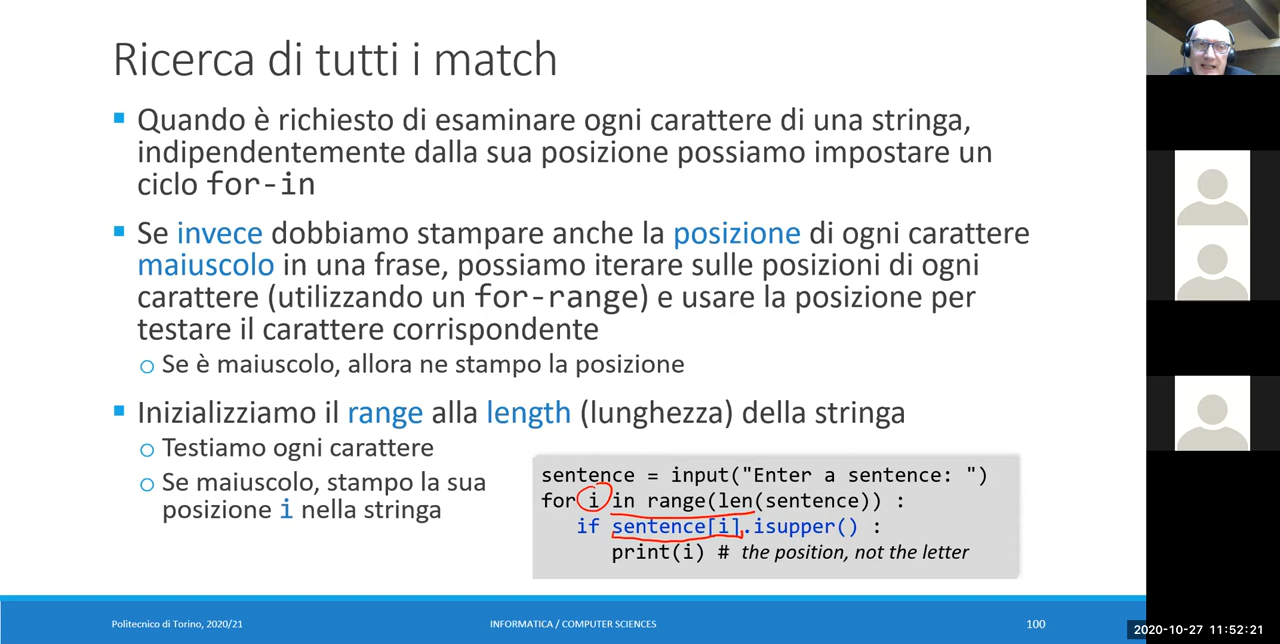 Ricerca di tutti i match
▪ Quando è richiesto di esaminare ogni carattere di una stringa,
indipendentemente dalla sua posizione possiamo impostare un
ciclo for-in
▪ Se invece dobbiamo stampare anche la posizione di ogni carattere
maiuscolo in una frase, possiamo iterare sulle posizioni di ogni
carattere (utilizzando un for-range) e usare la posizione per
testare il carattere corrispondente
o Se è maiuscolo, allora ne stampo la posizione
▪ Inizializziamo il range alla length (lunghezza) della stringa
o Testiamo ogni carattere
o Se maiuscolo, stampo la sua
posizione i nella stringa
sentence = input("Enter a sentence: ")
for i in range(len(sentence)) :
if sentence[i].isupper() :
print(i) # the position, not the letter
Politecnico di Torino, 2020/21
INFORMATICA / COMPUTER SCIENCES
100
2020-10-27 11:52:21